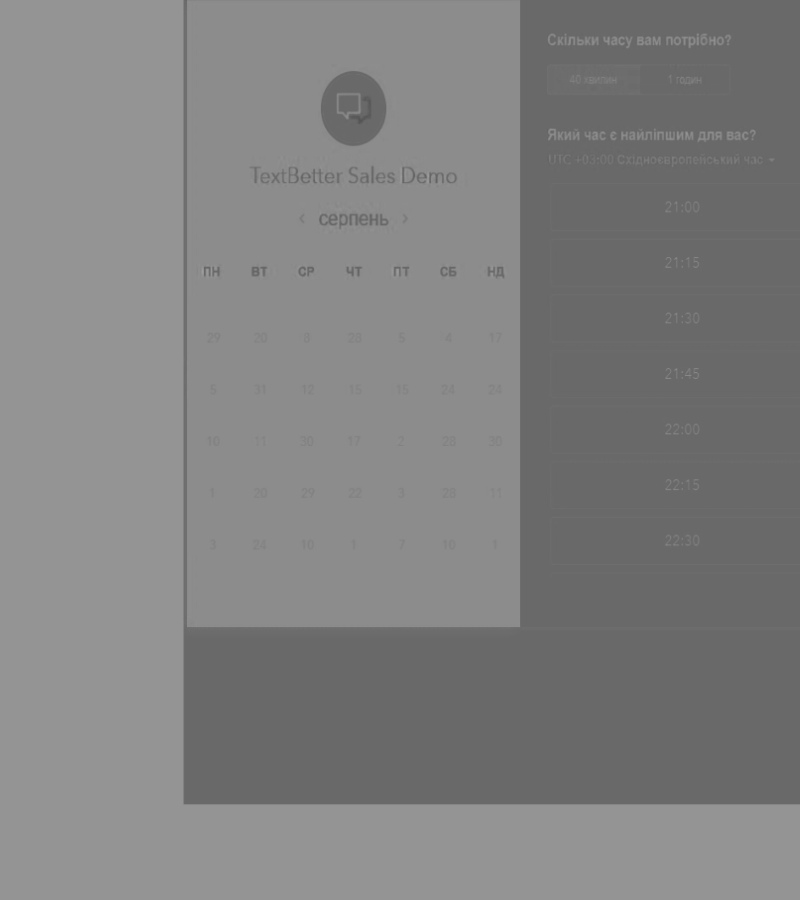 TextBetter Sales Demo
‹ серпень ›
ПН ВТ СР ЧТ ПТ СБ НД
29 20 8 28 5 4 17
5 31 12 15 15 24 24
10 11 30 17 2 28 30
1 20 29 22 3 28 11
3 24 10 1 7 10 1
Скільки часу вам потрібно?
40 хвилин 1 годин
Який час є найліпшим для вас?
UTC +03:00 Східноєвропейський час
21:00
21:15
21:30
21:45
22:00
22:15
22:30